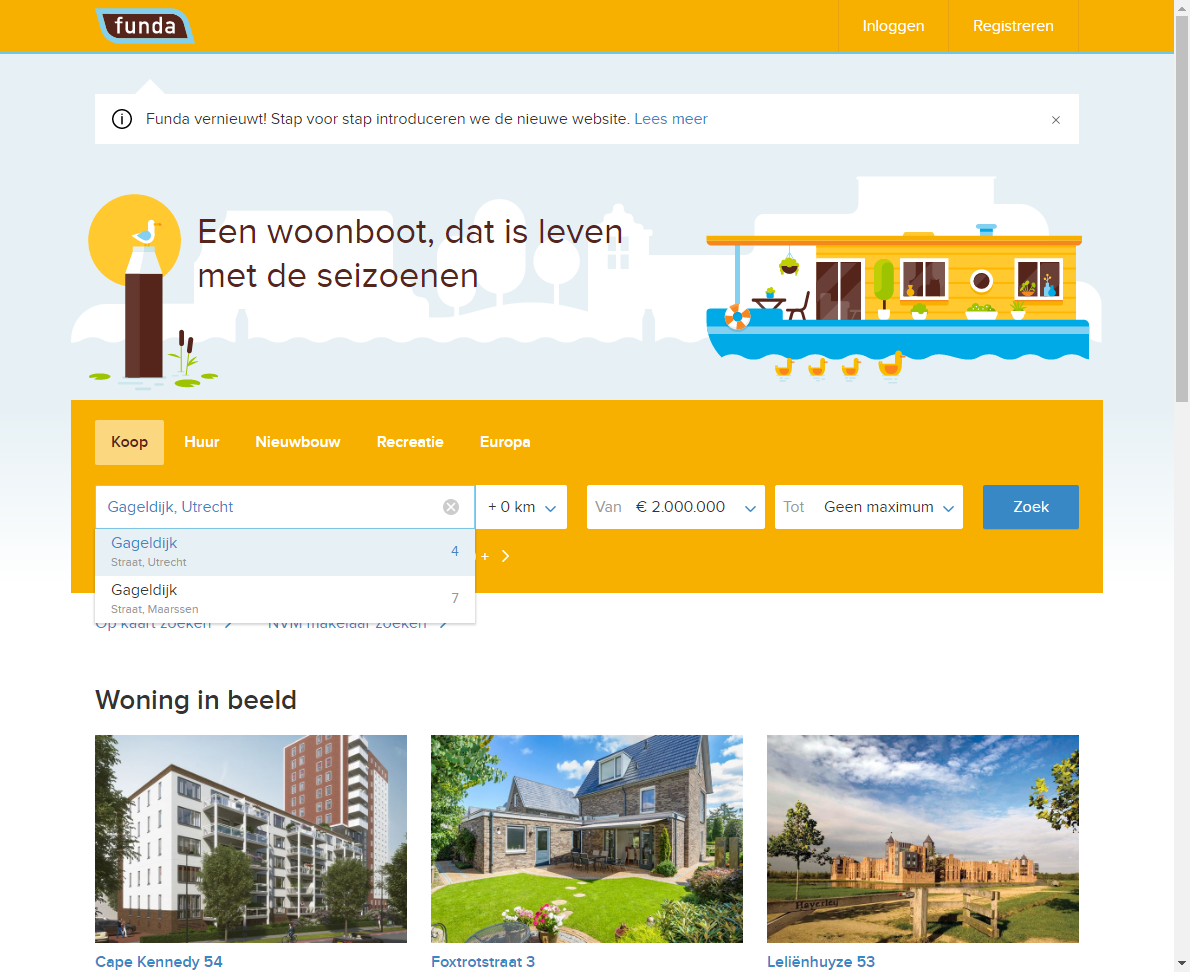 funda
Inloggen
Registreren
Funda vernieuwt! Stap voor stap introduceren we de nieuwe website. Lees meer
Een woonboot, dat is leven
met de seizoenen
Koop
Huur
Nieuwbouw
Recreatie
Europa
Gageldijk, Utrecht
+ 0 km
Van € 2.000.000
Tot Geen maximum
Zoek
Gageldijk
4
Straat, Utrecht
+
Gageldijk
7
Straat, Maarssen
Op kaart zoeken
NVM makelaar zoeken
Woning in beeld
Haverleij
Cape Kennedy 54
Foxtrotstraat 3
Leliënhuyze 53